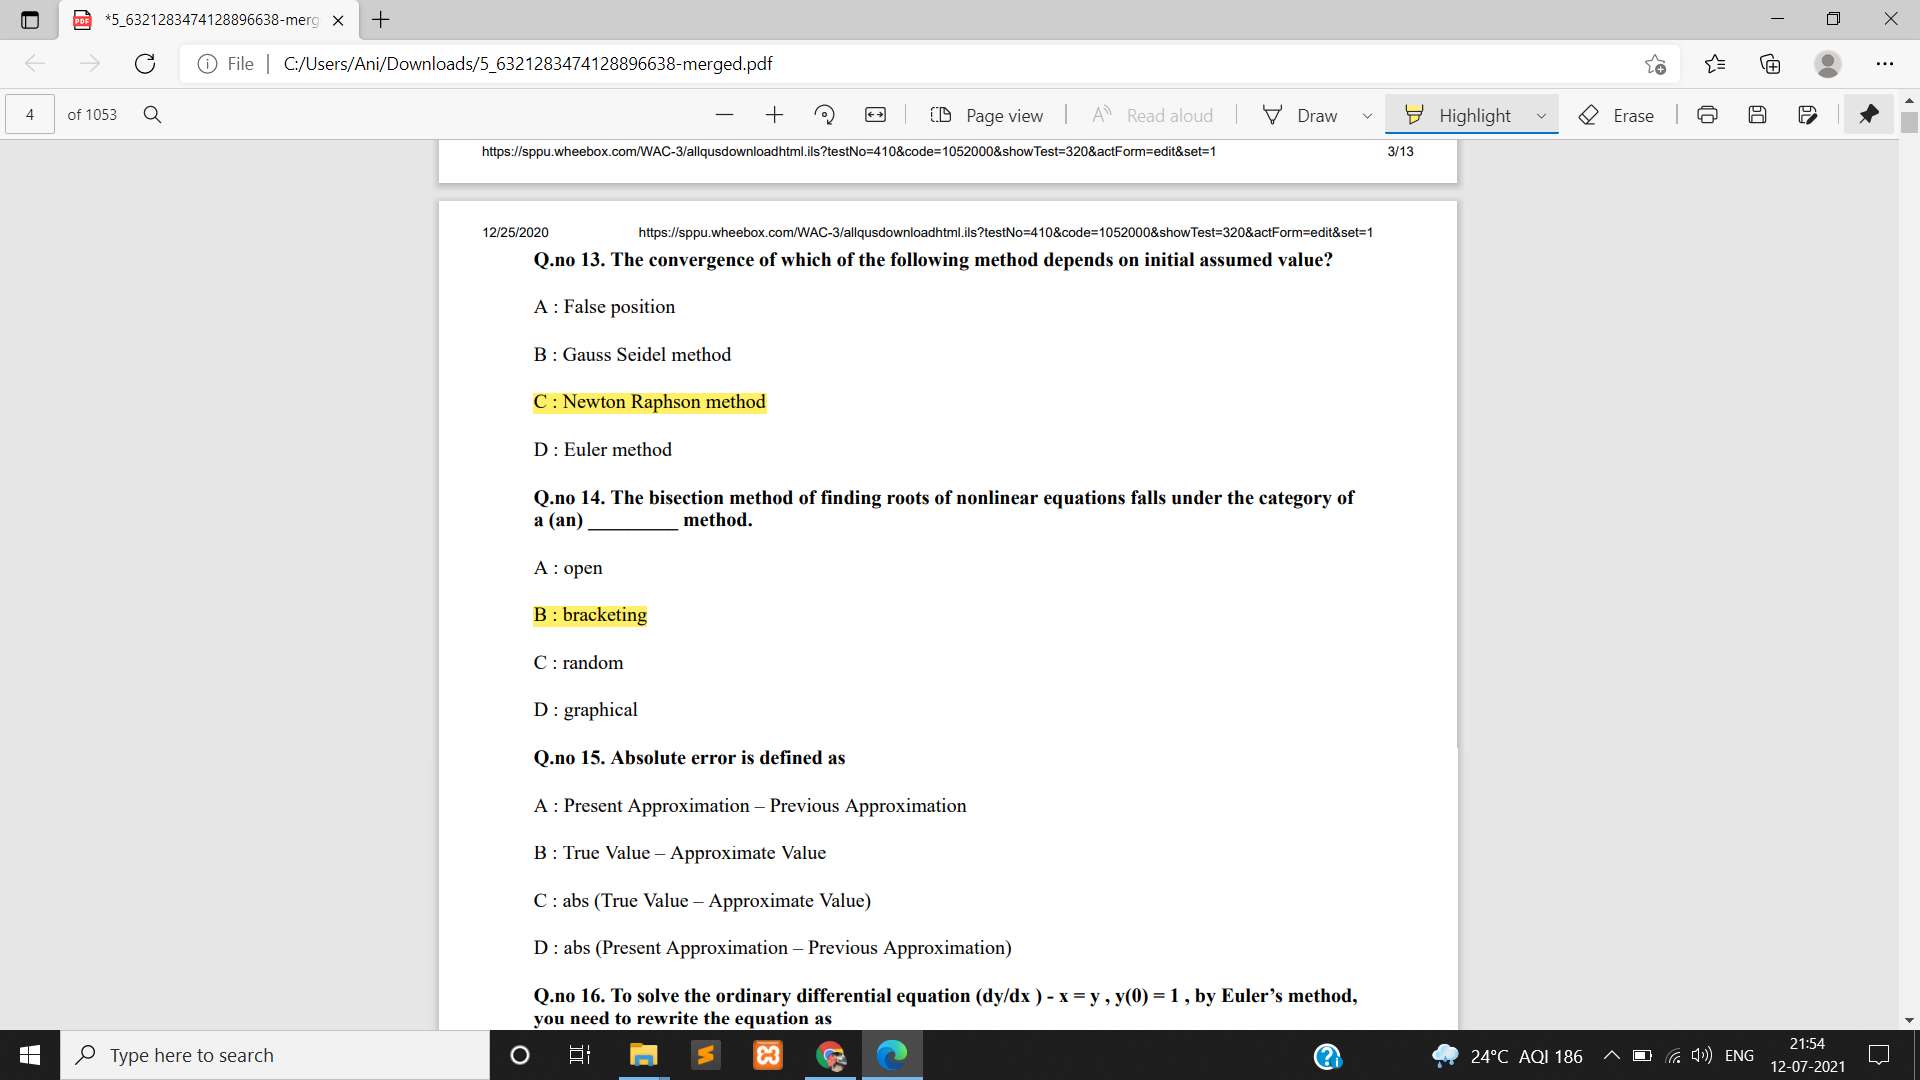 *5_6321283474128896638-merg
File
C:/Users/Ani/Downloads/5_6321283474128896638-merged.pdf
4 of 1053
Page view
Read aloud
Draw
Highlight
Erase
https://sppu.wheebox.com/WAC-3/allqusdownloadhtml.ils?testNo=410&code=1052000&showTest=320&actForm=edit&set=1 3/13
12/25/2020 https://sppu.wheebox.com/WAC-3/allqusdownloadhtml.ils?testNo=410&code=1052000&showTest=320&actForm=edit&set=1
Q.no 13. The convergence of which of the following method depends on initial assumed value?
A : False position
B : Gauss Seidel method
C : Newton Raphson method
D : Euler method
Q.no 14. The bisection method of finding roots of nonlinear equations falls under the category of
a (an) _________ method.
A : open
B : bracketing
C : random
D : graphical
Q.no 15. Absolute error is defined as
A : Present Approximation – Previous Approximation
B : True Value – Approximate Value
C : abs (True Value – Approximate Value)
D : abs (Present Approximation – Previous Approximation)
Q.no 16. To solve the ordinary differential equation (dy/dx ) - x = y , y(0) = 1 , by Euler’s method,
you need to rewrite the equation as
Type here to search
24°C AQI 186
ENG
21:54
12-07-2021